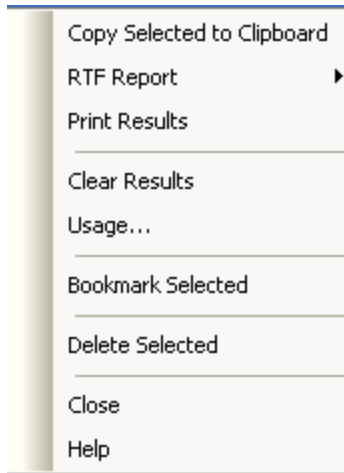 Copy Selected to Clipboard
RTF Report
Print Results
Clear Results
Usage...
Bookmark Selected
Delete Selected
Close
Help